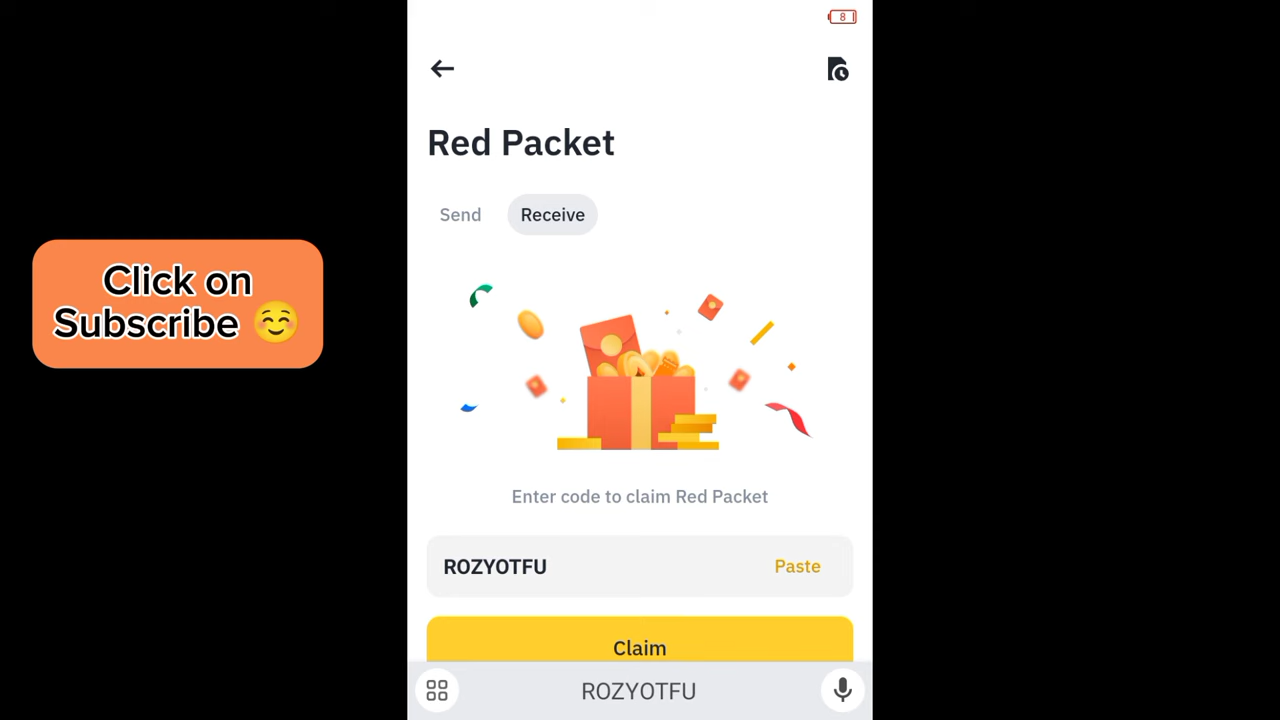 8
Red Packet
Send
Receive
Click on
Subscribe ☺️
Enter code to claim Red Packet
ROZYOTFU
Paste
Claim
ROZYOTFU